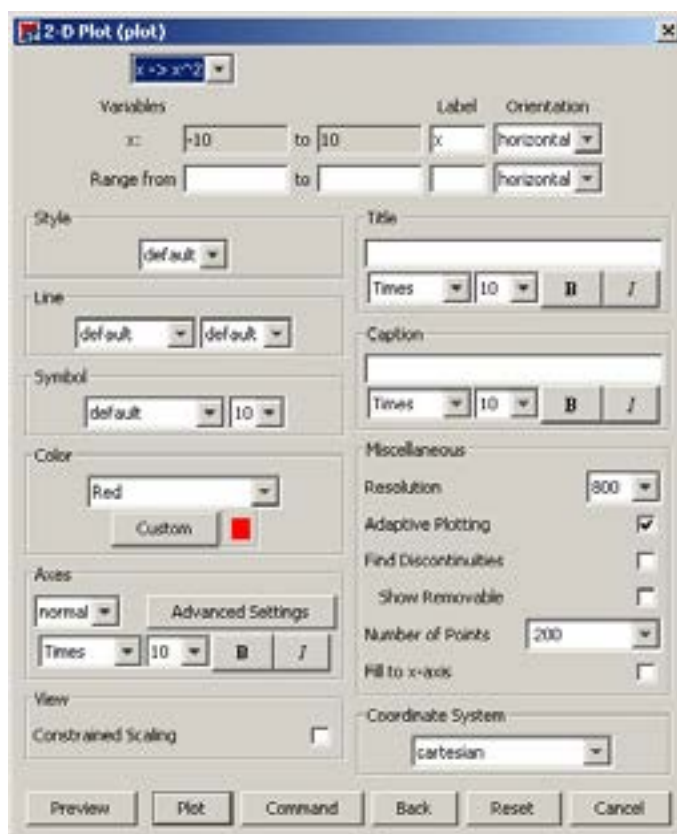 2-D Plot (plot)
x -> x^2
Variables Label Orientation
x: -10 to 10 x horizontal
Range from to horizontal
Style
default
Line
default default
Symbol
default 10
Color
Red
Custom
Axes
normal Advanced Settings
Times 10 B I
View
Constrained Scaling
Title
Times 10 B I
Caption
Times 10 B I
Miscellaneous
Resolution 800
Adaptive Plotting
Find Discontinuities
Show Removable
Number of Points 200
Fill to x-axis
Coordinate System
cartesian
Preview Plot Command Back Reset Cancel